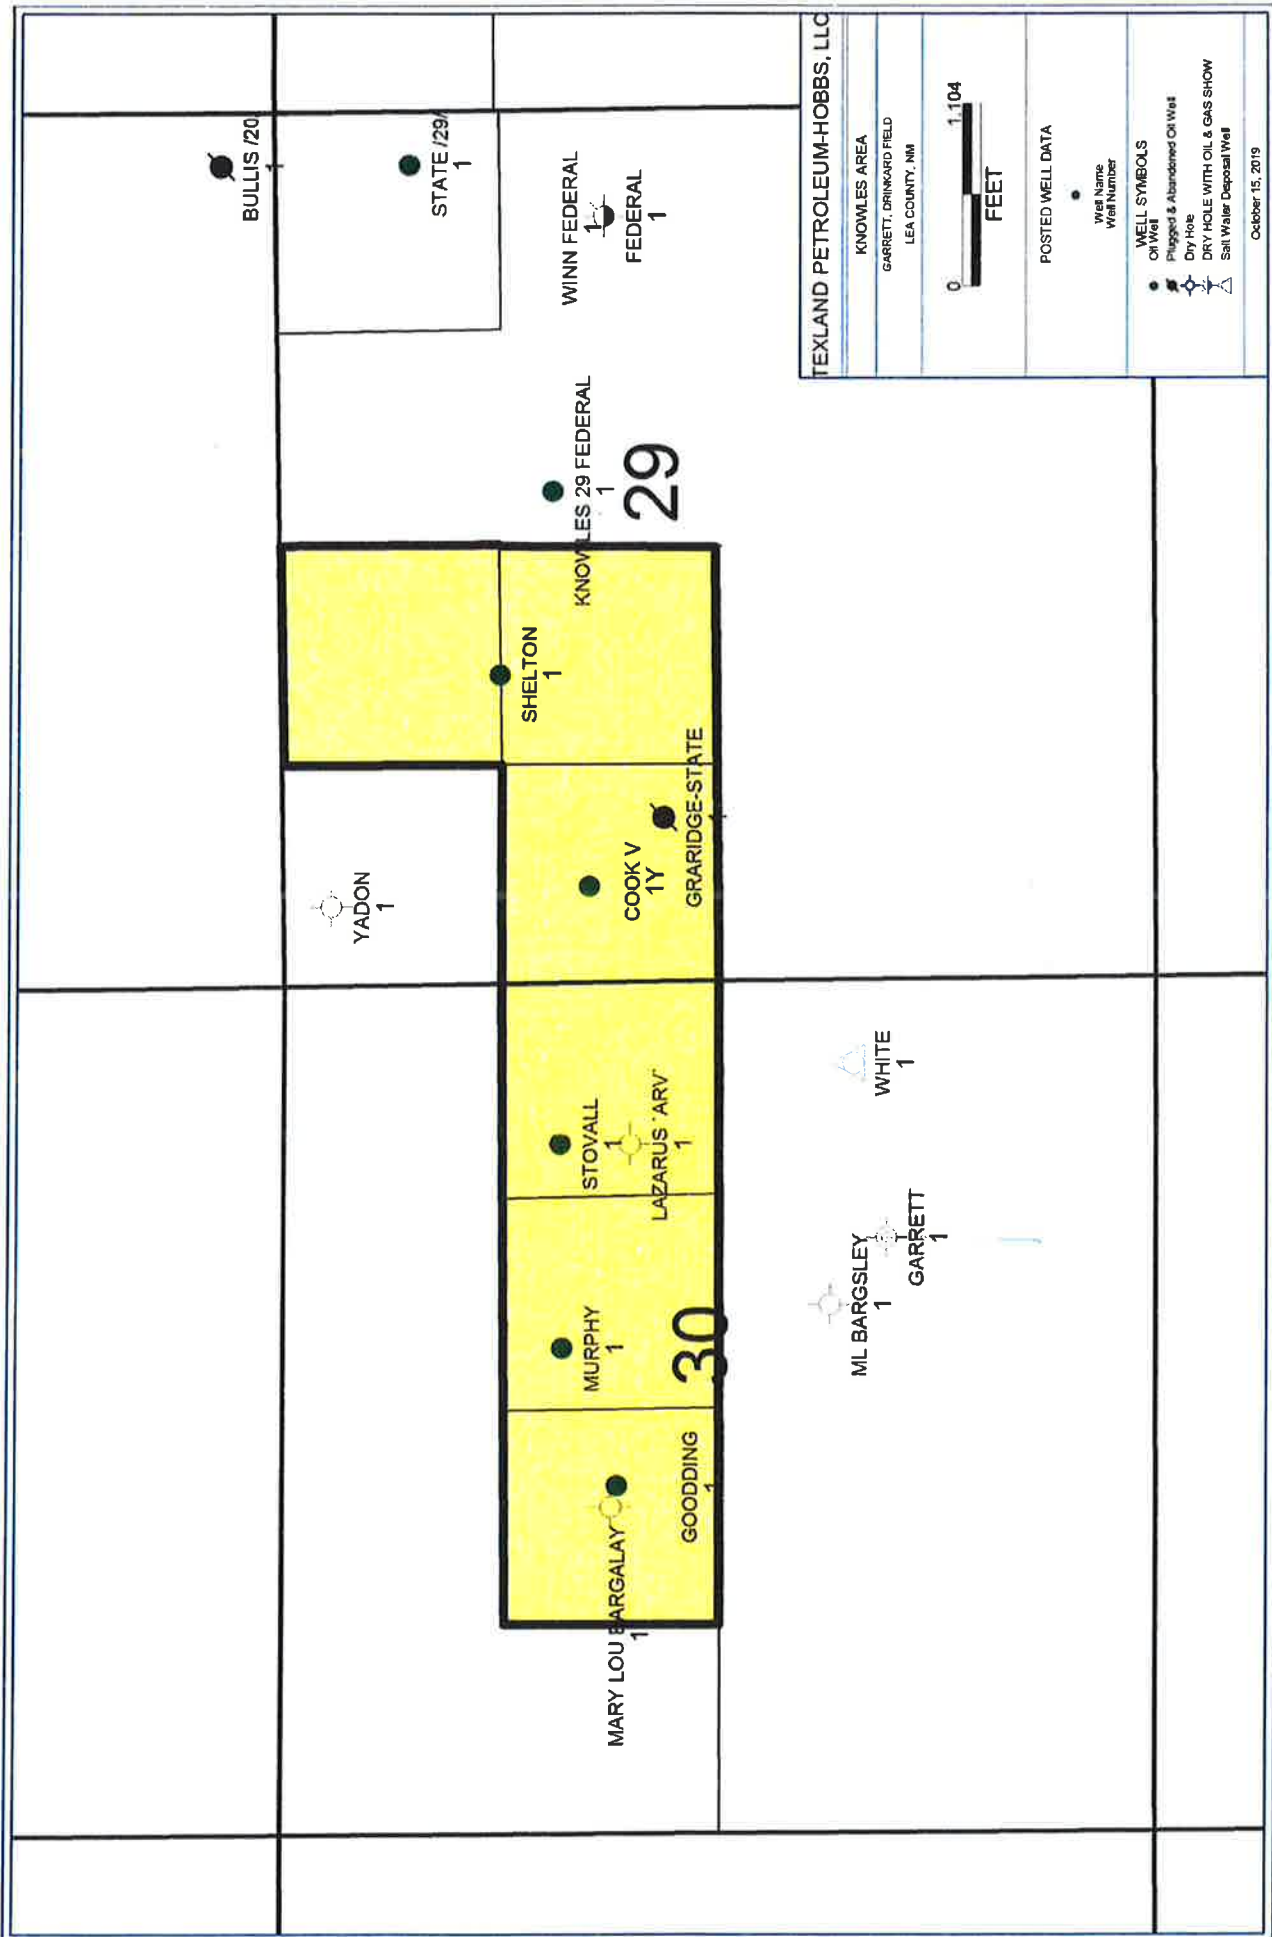 BULLIS /20/
1
STATE /29/
1
WINN FEDERAL
1
FEDERAL
1
KNOWLES 29 FEDERAL
1
29
SHELTON
1
YADON
1
COOK V
1Y
GRARIDGE-STATE
1
STOVALL
1
LAZARUS "ARV"
1
MURPHY
1
30
MARY LOU BARGALAY
1
GOODDING
1
WHITE
1
ML BARGSLEY
1
GARRETT
1
TEXLAND PETROLEUM-HOBBS, LLC
KNOWLES AREA
GARRETT, DRINKARD FIELD
LEA COUNTY, NM
0 1,104
FEET
POSTED WELL DATA
Well Name
Well Number
WELL SYMBOLS
Oil Well
Plugged & Abandoned Oil Well
Dry Hole
DRY HOLE WITH OIL & GAS SHOW
Salt Water Disposal Well
October 15, 2019